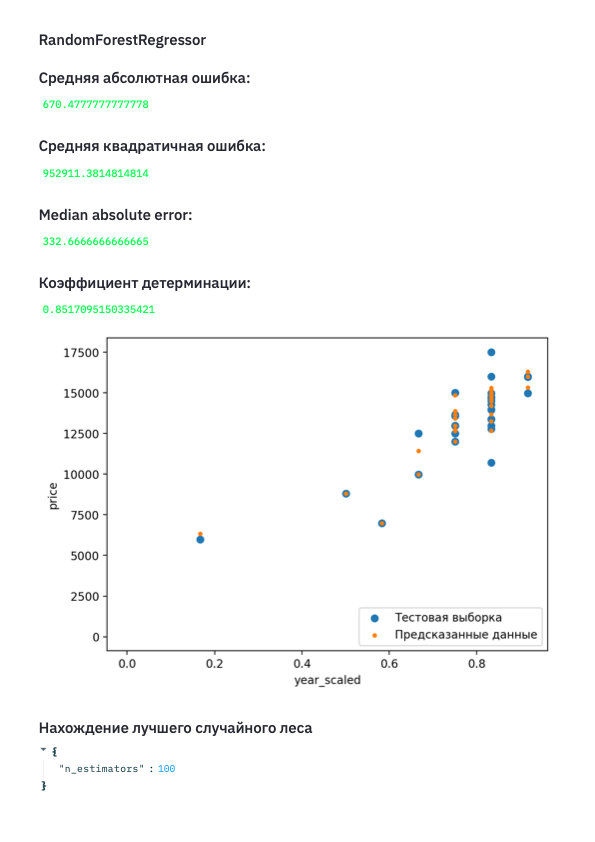 RandomForestRegressor
Средняя абсолютная ошибка:
670.4777777777778
Средняя квадратичная ошибка:
952911.3814814814
Median absolute error:
332.6666666666665
Коэффициент детерминации:
0.8517095150335421
17500
15000
12500
10000
7500
5000
2500
0
price
0.0 0.2 0.4 0.6 0.8
year_scaled
Тестовая выборка
Предсказанные данные
Нахождение лучшего случайного леса
{
"n_estimators" : 100
}